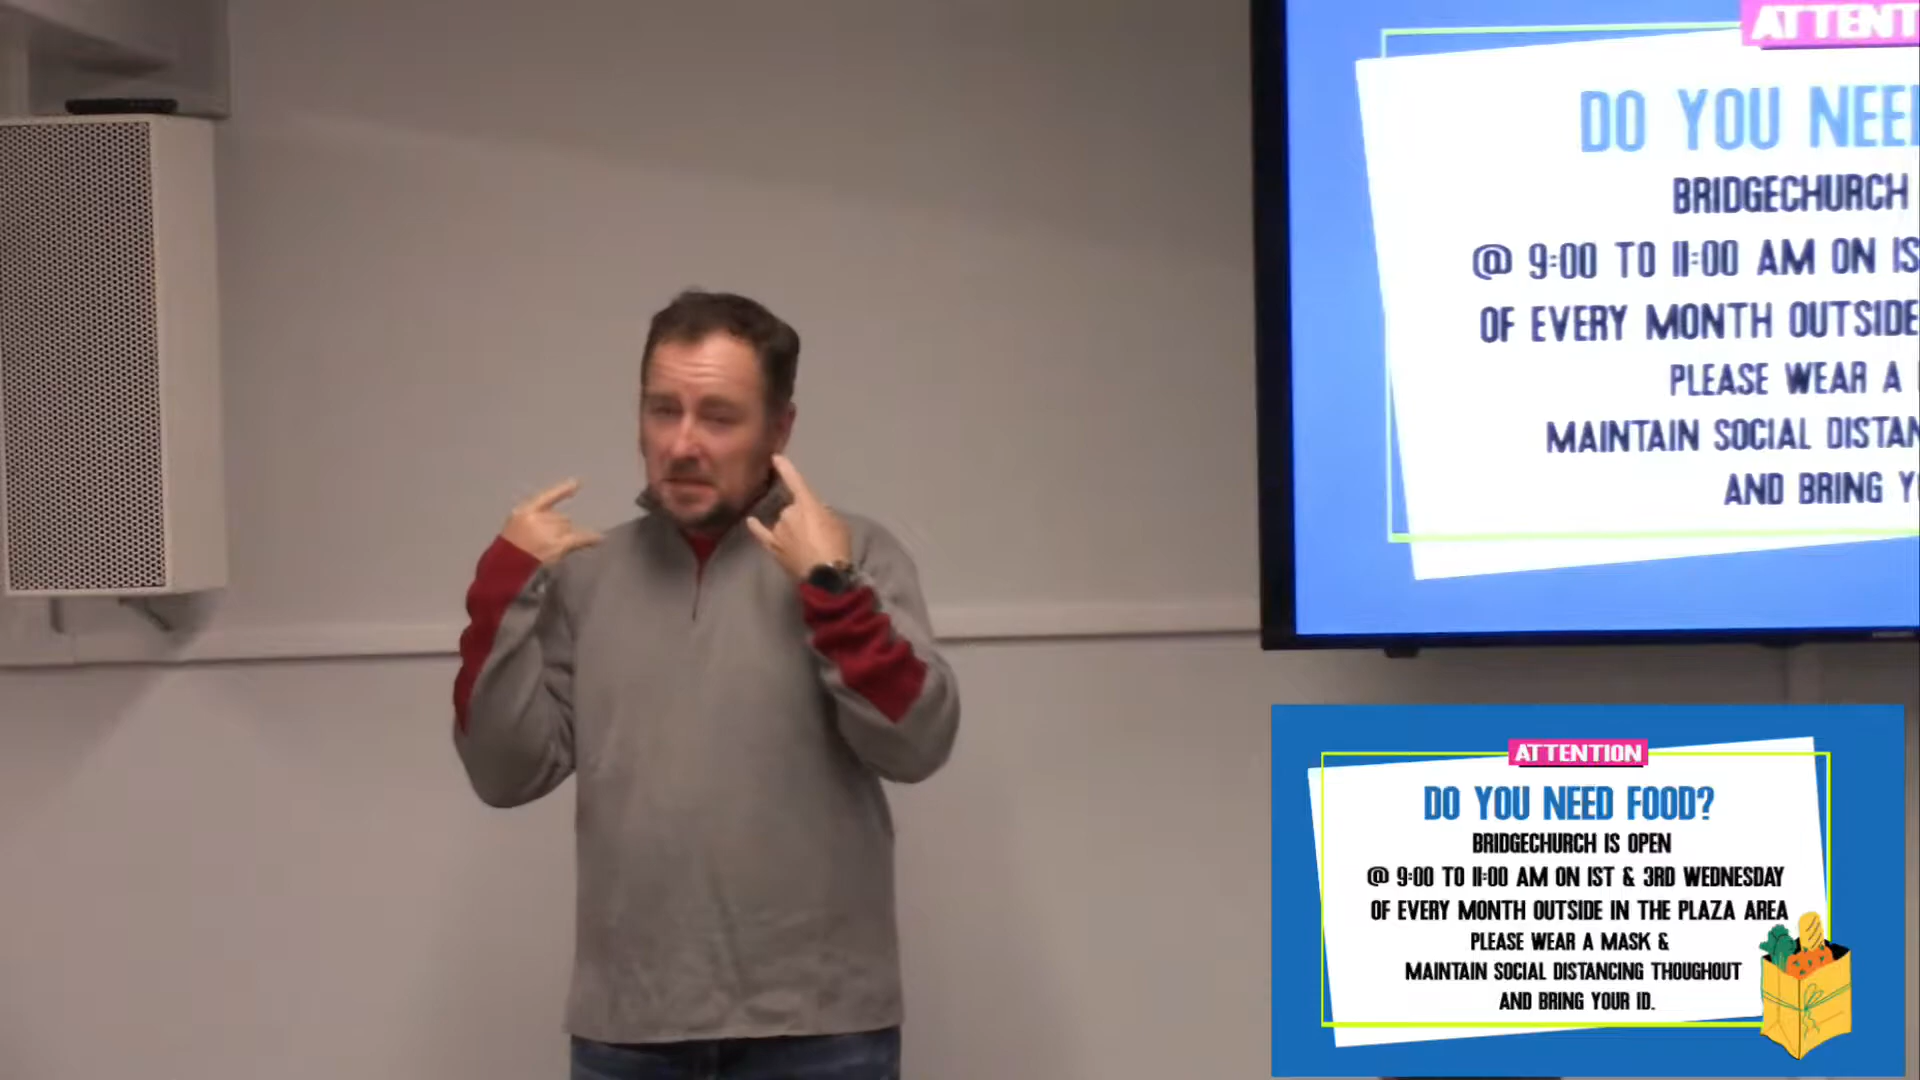 ATTENT
DO YOU NEED
BRIDGECHURCH
@ 9:00 TO 11:00 AM ON 1S
OF EVERY MONTH OUTSIDE
PLEASE WEAR A
MAINTAIN SOCIAL DISTAN
AND BRING Y
ATTENTION
DO YOU NEED FOOD?
BRIDGECHURCH IS OPEN
@ 9:00 TO 11:00 AM ON 1ST & 3RD WEDNESDAY
OF EVERY MONTH OUTSIDE IN THE PLAZA AREA
PLEASE WEAR A MASK &
MAINTAIN SOCIAL DISTANCING THOUGHOUT
AND BRING YOUR ID.